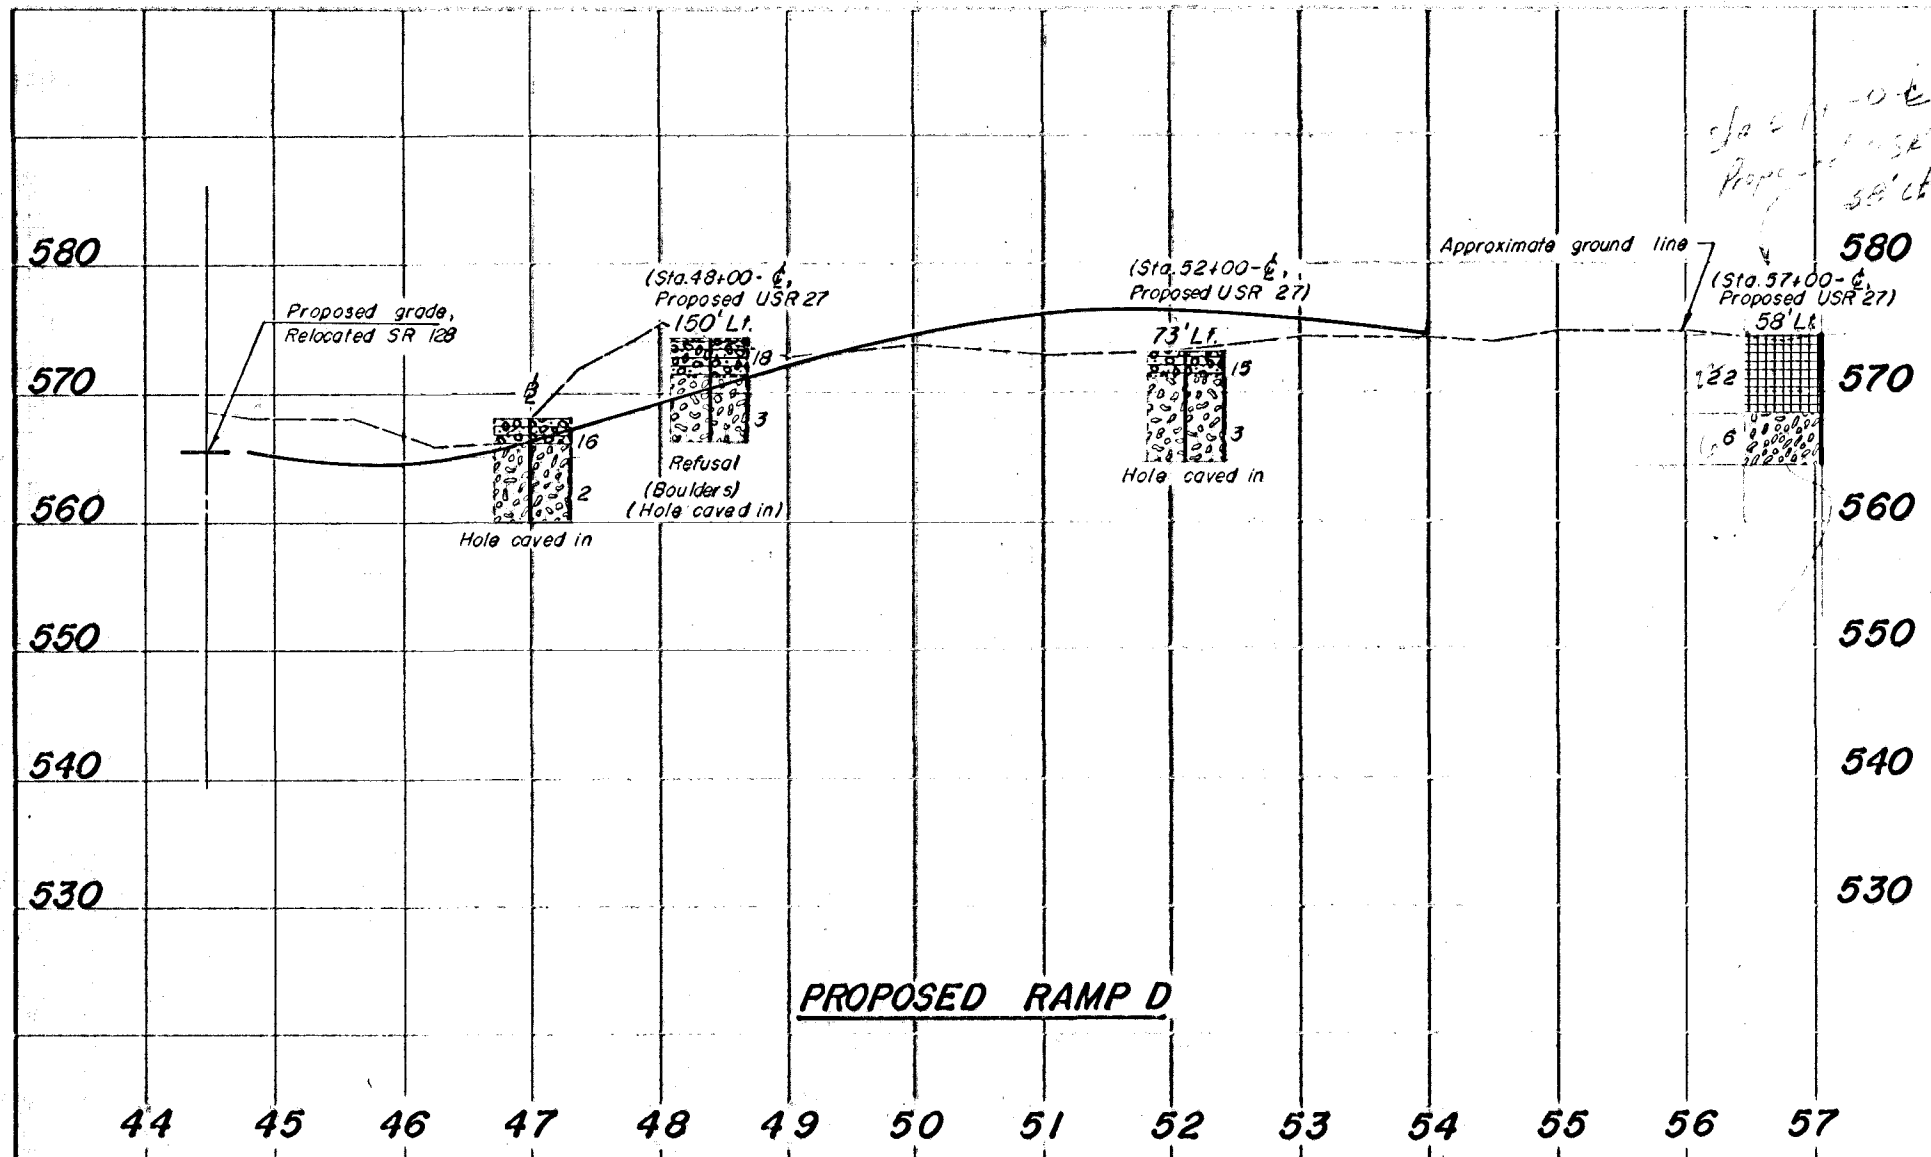 580
580
(Sta.48+00-℄,
Proposed USR 27
150' Lt.
(Sta. 52+00-℄,
Proposed USR 27)
73' Lt.
Approximate ground line
(Sta. 57+00-℄,
Proposed USR 27)
58' Lt
Proposed grade,
Relocated SR 128
570
570
18
3
15
3
22
6
16
2
Refusal
(Boulders)
(Hole caved in)
Hole caved in
Hole caved in
560
560
550
550
540
540
530
530
PROPOSED RAMP D
44 45 46 47 48 49 50 51 52 53 54 55 56 57